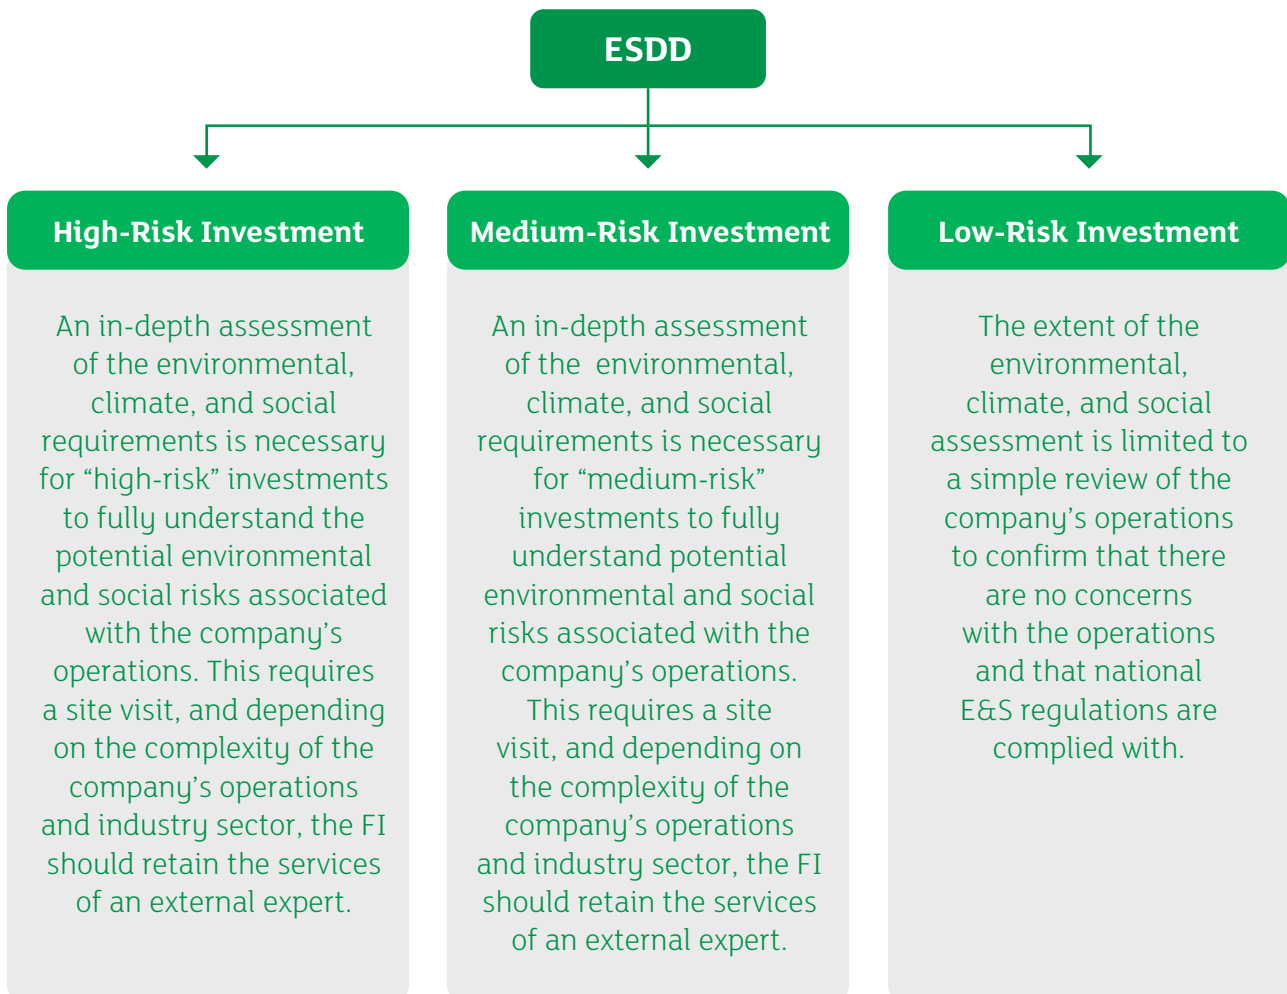 ESDD
High-Risk Investment
An in-depth assessment
of the environmental,
climate, and social
requirements is necessary
for “high-risk” investments
to fully understand the
potential environmental
and social risks associated
with the company’s
operations. This requires
a site visit, and depending
on the complexity of the
company’s operations
and industry sector, the FI
should retain the services
of an external expert.
Medium-Risk Investment
An in-depth assessment
of the environmental,
climate, and social
requirements is necessary
for “medium-risk”
investments to fully
understand potential
environmental and social
risks associated with the
company’s operations.
This requires a site
visit, and depending on
the complexity of the
company’s operations
and industry sector, the FI
should retain the services
of an external expert.
Low-Risk Investment
The extent of the
environmental,
climate, and social
assessment is limited to
a simple review of the
company’s operations
to confirm that there
are no concerns
with the operations
and that national
E&S regulations are
complied with.